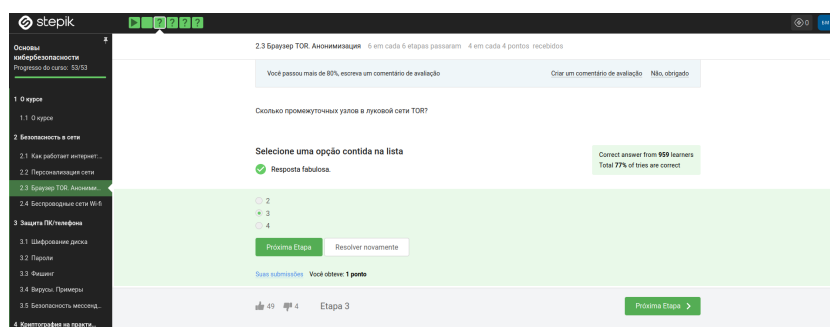 stepik
? ? ? ?
0
Основы
кибербезопасности
Progresso do curso: 53/53
1 О курсе
1.1 О курсе
2 Безопасность в сети
2.1 Как работает интернет:...
2.2 Персонализация сети
2.3 Браузер TOR. Аноними...
2.4 Беспроводные сети Wi-fi
3 Защита ПК/телефона
3.1 Шифрование диска
3.2 Пароли
3.3 Фишинг
3.4 Вирусы. Примеры
3.5 Безопасность мессенд...
4 Криптография на практи...
2.3 Браузер TOR. Анонимизация 6 em cada 6 etapas passaram 4 em cada 4 pontos recebidos
Você passou mais de 80%, escreva um comentário de avaliação Criar um comentário de avaliação Não, obrigado
Сколько промежуточных узлов в луковой сети TOR?
Selecione uma opção contida na lista
Resposta fabulosa.
Correct answer from 959 learners
Total 77% of tries are correct
2
3
4
Próxima Etapa Resolver novamente
Suas submissões Você obteve: 1 ponto
49 4 Etapa 3 Próxima Etapa